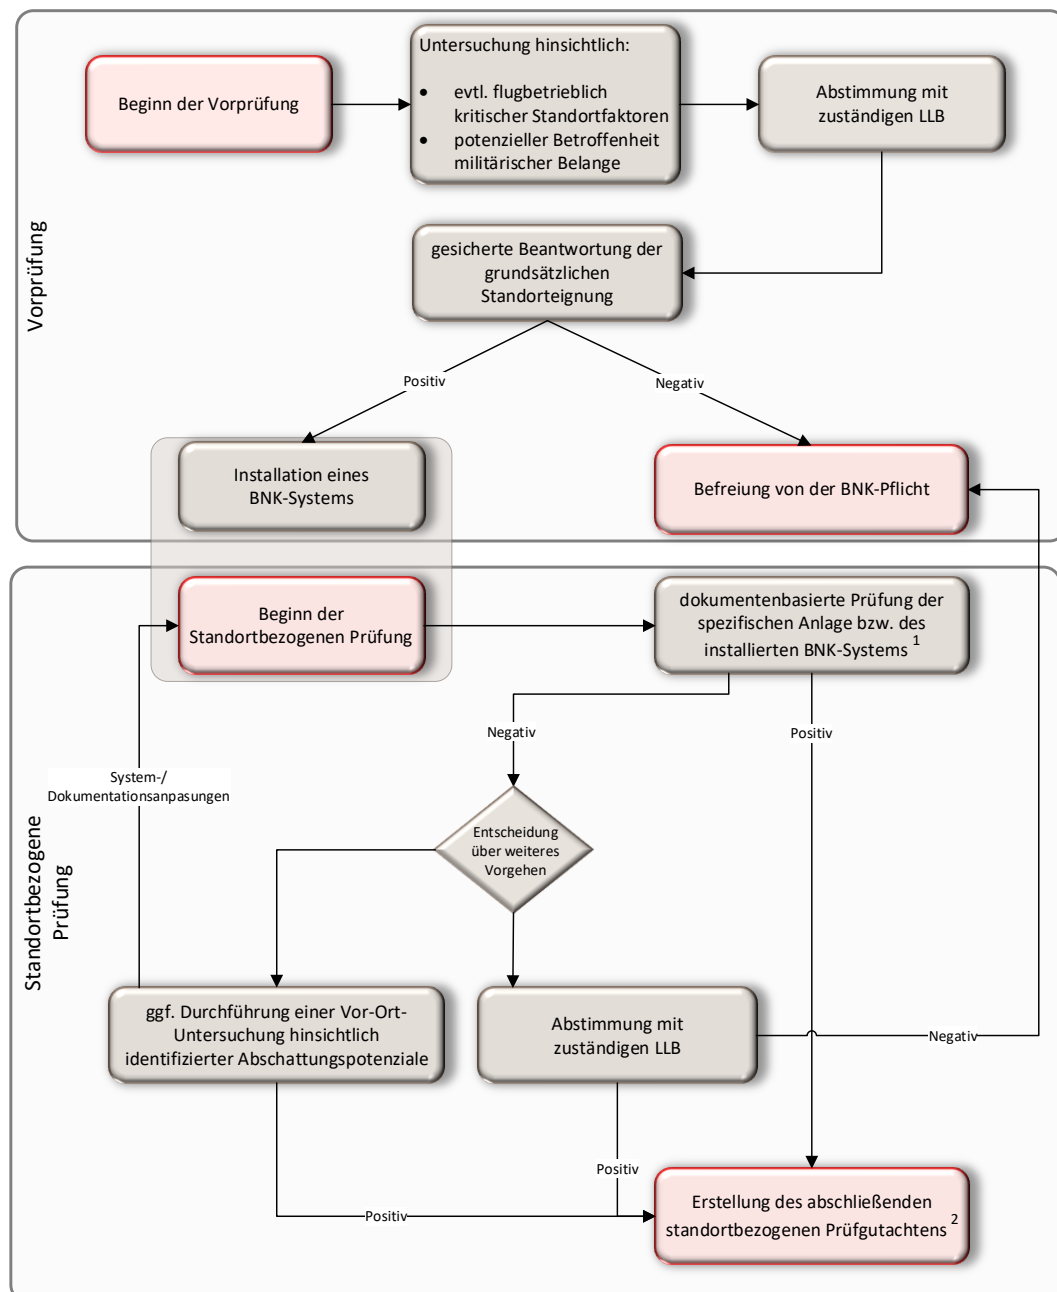 Vorprüfung
Beginn der Vorprüfung
Untersuchung hinsichtlich:
• evtl. flugbetrieblich
kritischer Standortfaktoren
• potenzieller Betroffenheit
militärischer Belange
Abstimmung mit
zuständigen LLB
gesicherte Beantwortung der
grundsätzlichen
Standorteignung
Positiv
Negativ
Installation eines
BNK-Systems
Befreiung von der BNK-Pflicht
Standortbezogene
Prüfung
Beginn der
Standortbezogenen Prüfung
dokumentenbasierte Prüfung der
spezifischen Anlage bzw. des
installierten BNK-Systems 1
Negativ
Positiv
System-/
Dokumentationsanpasungen
Entscheidung
über weiteres
Vorgehen
ggf. Durchführung einer Vor-Ort-
Untersuchung hinsichtlich
identifizierter Abschattungspotenziale
Abstimmung mit
zuständigen LLB
Negativ
Positiv
Positiv
Erstellung des abschließenden
standortbezogenen Prüfgutachtens 2